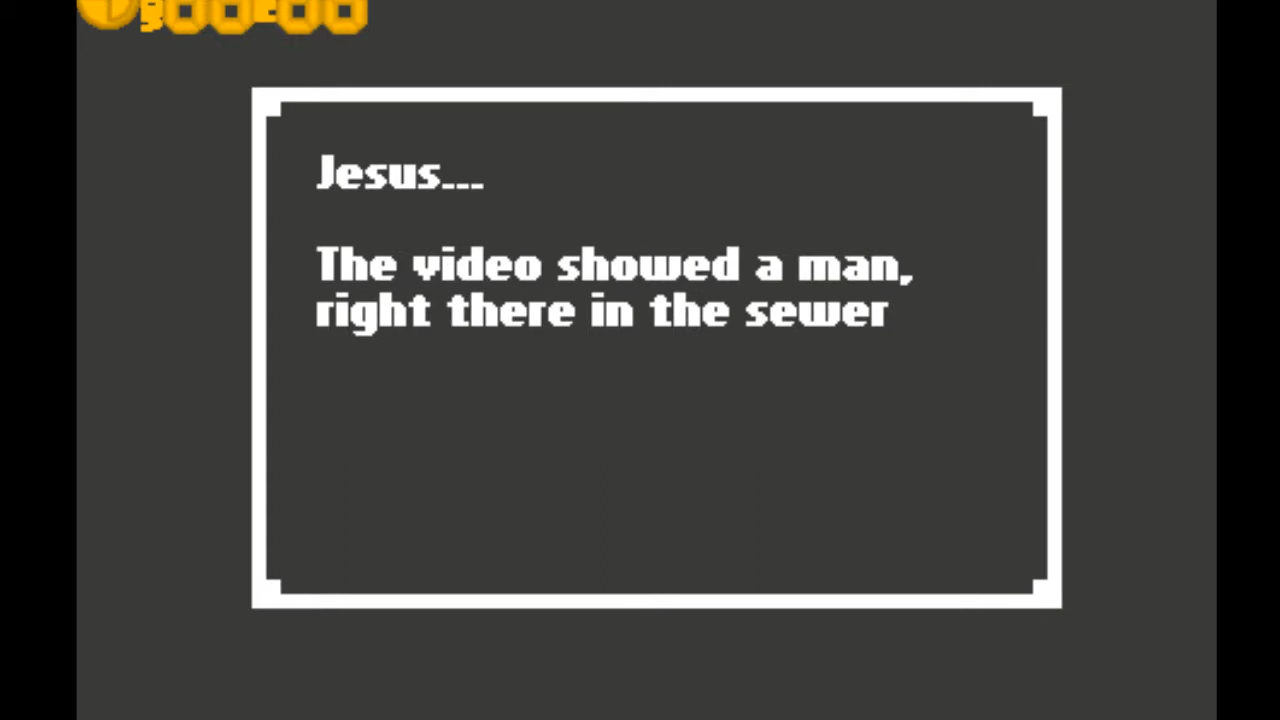 Jesus...
The video showed a man,
right there in the sewer